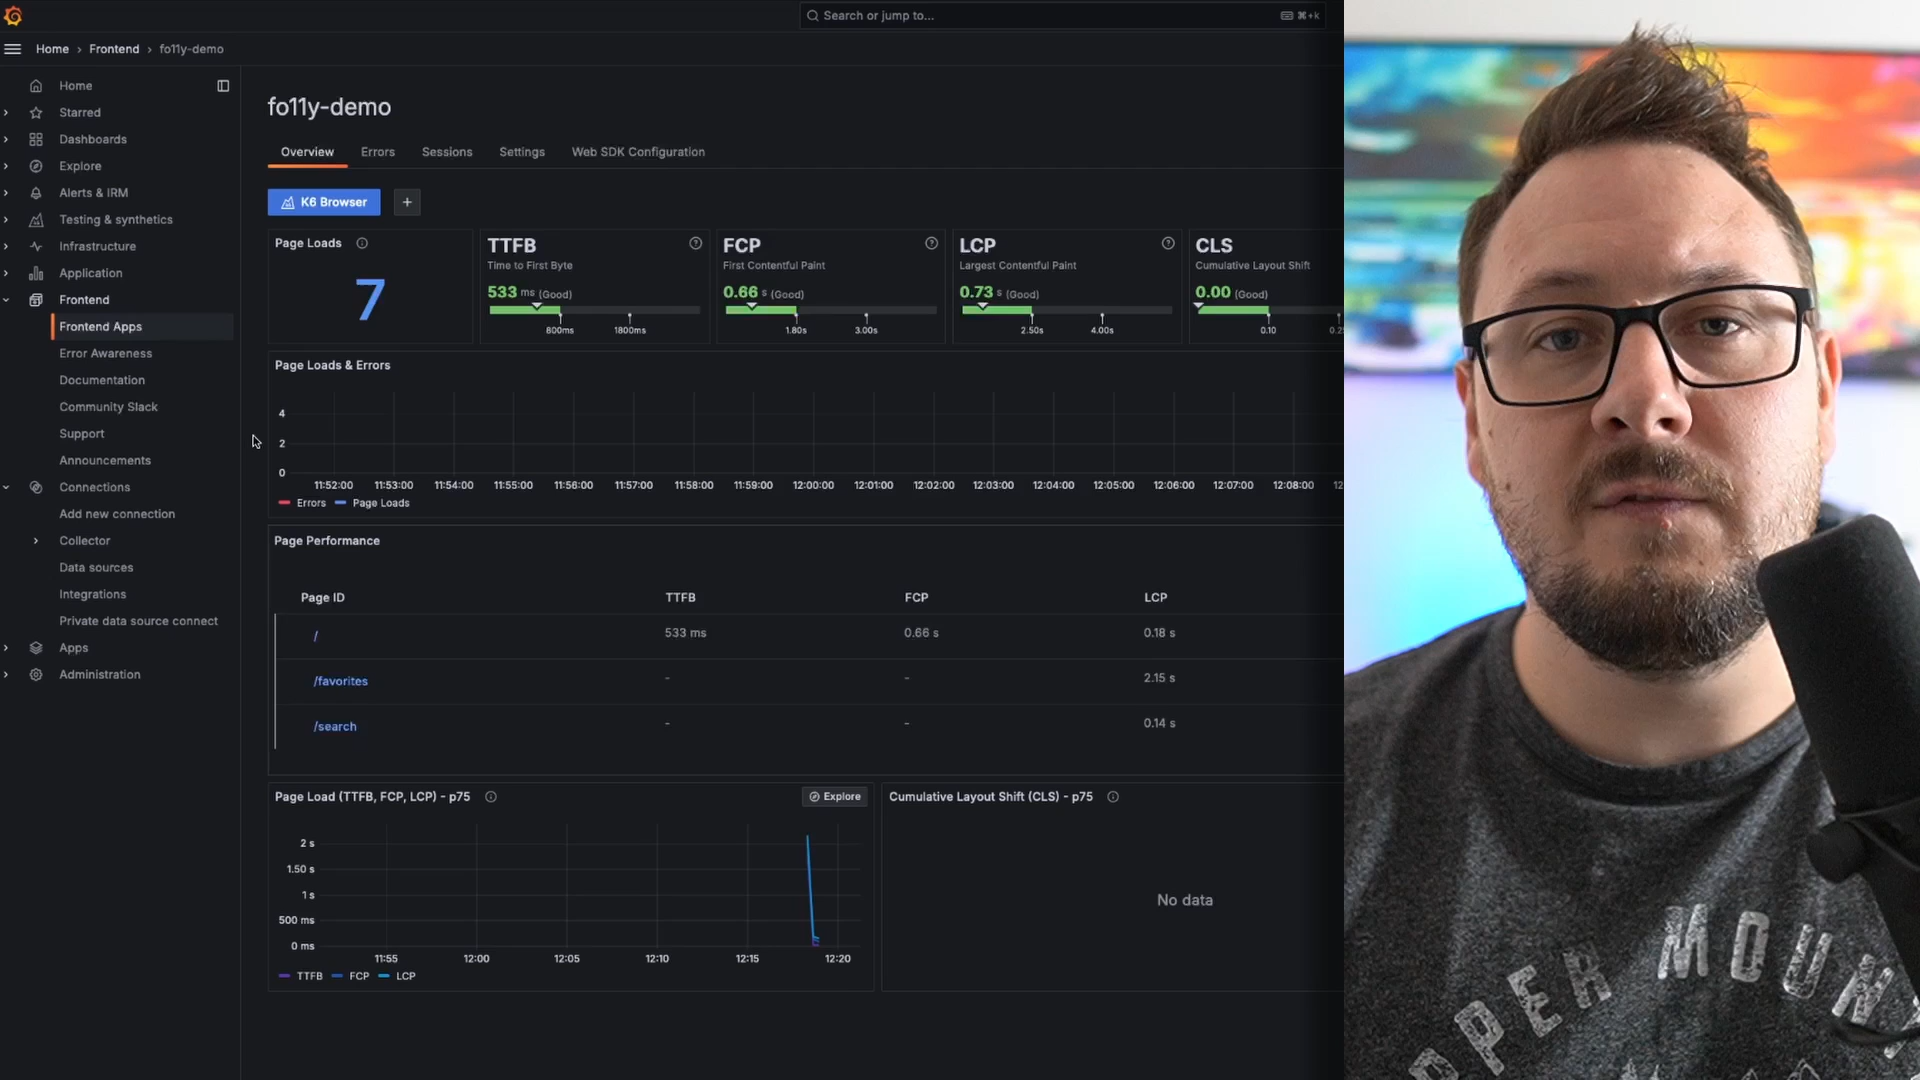 Search or jump to...
⌘+k
Home › Frontend › fo11y-demo
Home
Starred
Dashboards
Explore
Alerts & IRM
Testing & synthetics
Infrastructure
Application
Frontend
Frontend Apps
Error Awareness
Documentation
Community Slack
Support
Announcements
Connections
Add new connection
Collector
Data sources
Integrations
Private data source connect
Apps
Administration
fo11y-demo
Overview Errors Sessions Settings Web SDK Configuration
K6 Browser +
Page Loads
7
TTFB
Time to First Byte
533 ms (Good)
800ms 1800ms
FCP
First Contentful Paint
0.66 s (Good)
1.80s 3.00s
LCP
Largest Contentful Paint
0.73 s (Good)
2.50s 4.00s
CLS
Cumulative Layout Shift
0.00 (Good)
0.10
Page Loads & Errors
4
2
0
11:52:00 11:53:00 11:54:00 11:55:00 11:56:00 11:57:00 11:58:00 11:59:00 12:00:00 12:01:00 12:02:00 12:03:00 12:04:00 12:05:00 12:06:00 12:07:00 12:08:00 12
Errors Page Loads
Page Performance
Page ID TTFB FCP LCP
/ 533 ms 0.66 s 0.18 s
/favorites - - 2.15 s
/search - - 0.14 s
Page Load (TTFB, FCP, LCP) - p75
Explore
2 s
1.50 s
1 s
500 ms
0 ms
11:55 12:00 12:05 12:10 12:15 12:20
TTFB FCP LCP
Cumulative Layout Shift (CLS) - p75
No data
PPER MOUN